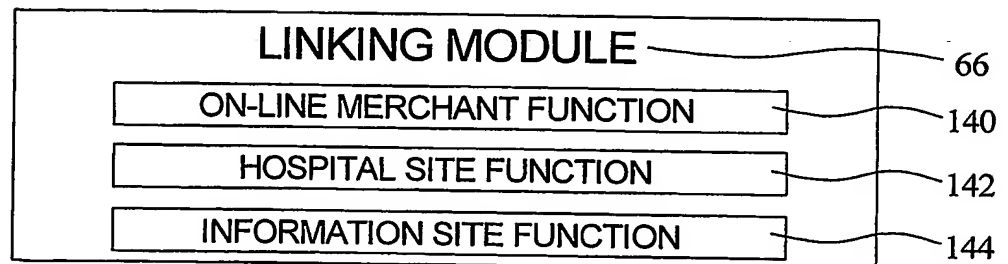 LINKING MODULE 66
ON-LINE MERCHANT FUNCTION 140
HOSPITAL SITE FUNCTION 142
INFORMATION SITE FUNCTION 144